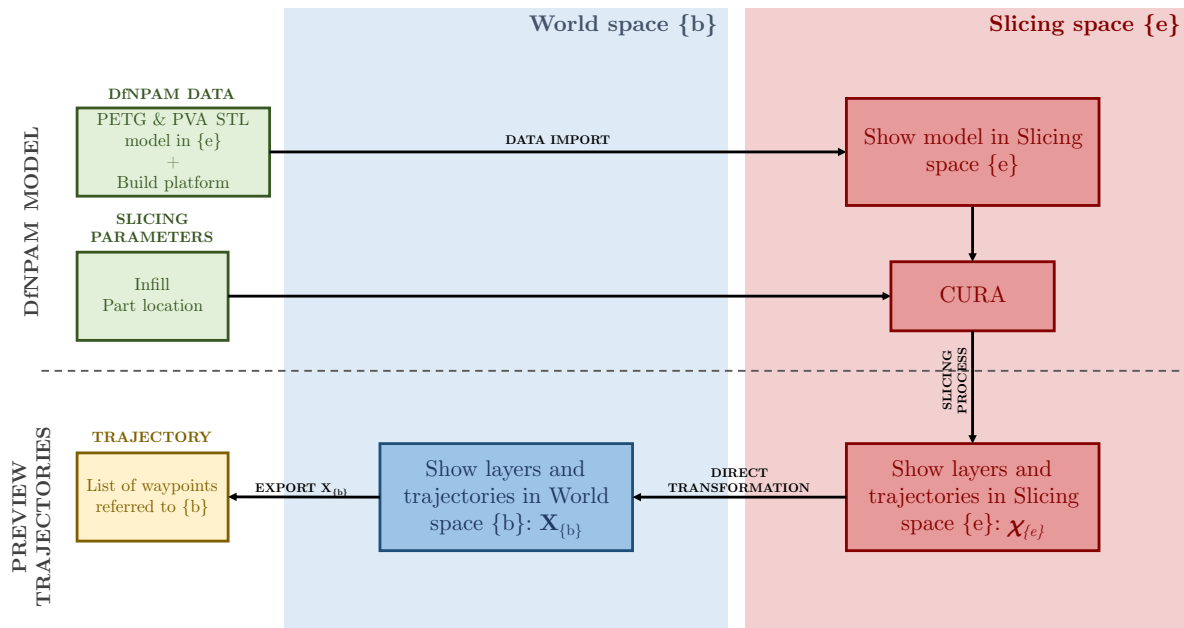 World space {b}
Slicing space {e}
DfNPAM MODEL
DfNPAM DATA
PETG & PVA STL
model in {e}
+
Build platform
DATA IMPORT
Show model in Slicing
space {e}
SLICING
PARAMETERS
Infill
Part location
CURA
SLICING
PROCESS
PREVIEW
TRAJECTORIES
TRAJECTORY
List of waypoints
referred to {b}
EXPORT X{b}
Show layers and
trajectories in World
space {b}: X{b}
DIRECT
TRANSFORMATION
Show layers and
trajectories in Slicing
space {e}: χ{e}